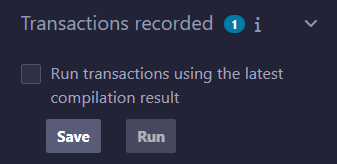 Transactions recorded 1 i
Run transactions using the latest
compilation result
Save Run